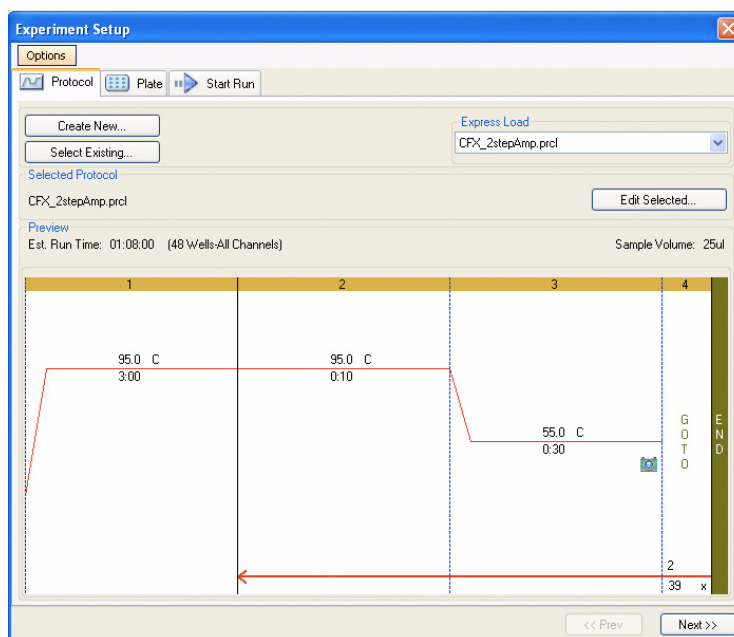 Experiment Setup
Options
Protocol Plate Start Run
Create New...
Select Existing...
Express Load
CFX_2stepAmp.prcl
Selected Protocol
CFX_2stepAmp.prcl
Edit Selected...
Preview
Est. Run Time: 01:08:00 (48 Wells-All Channels) Sample Volume: 25ul
1 2 3 4
95.0 C 95.0 C
3:00 0:10
55.0 C
0:30
GOTO
END
2
39 x
<< Prev Next >>